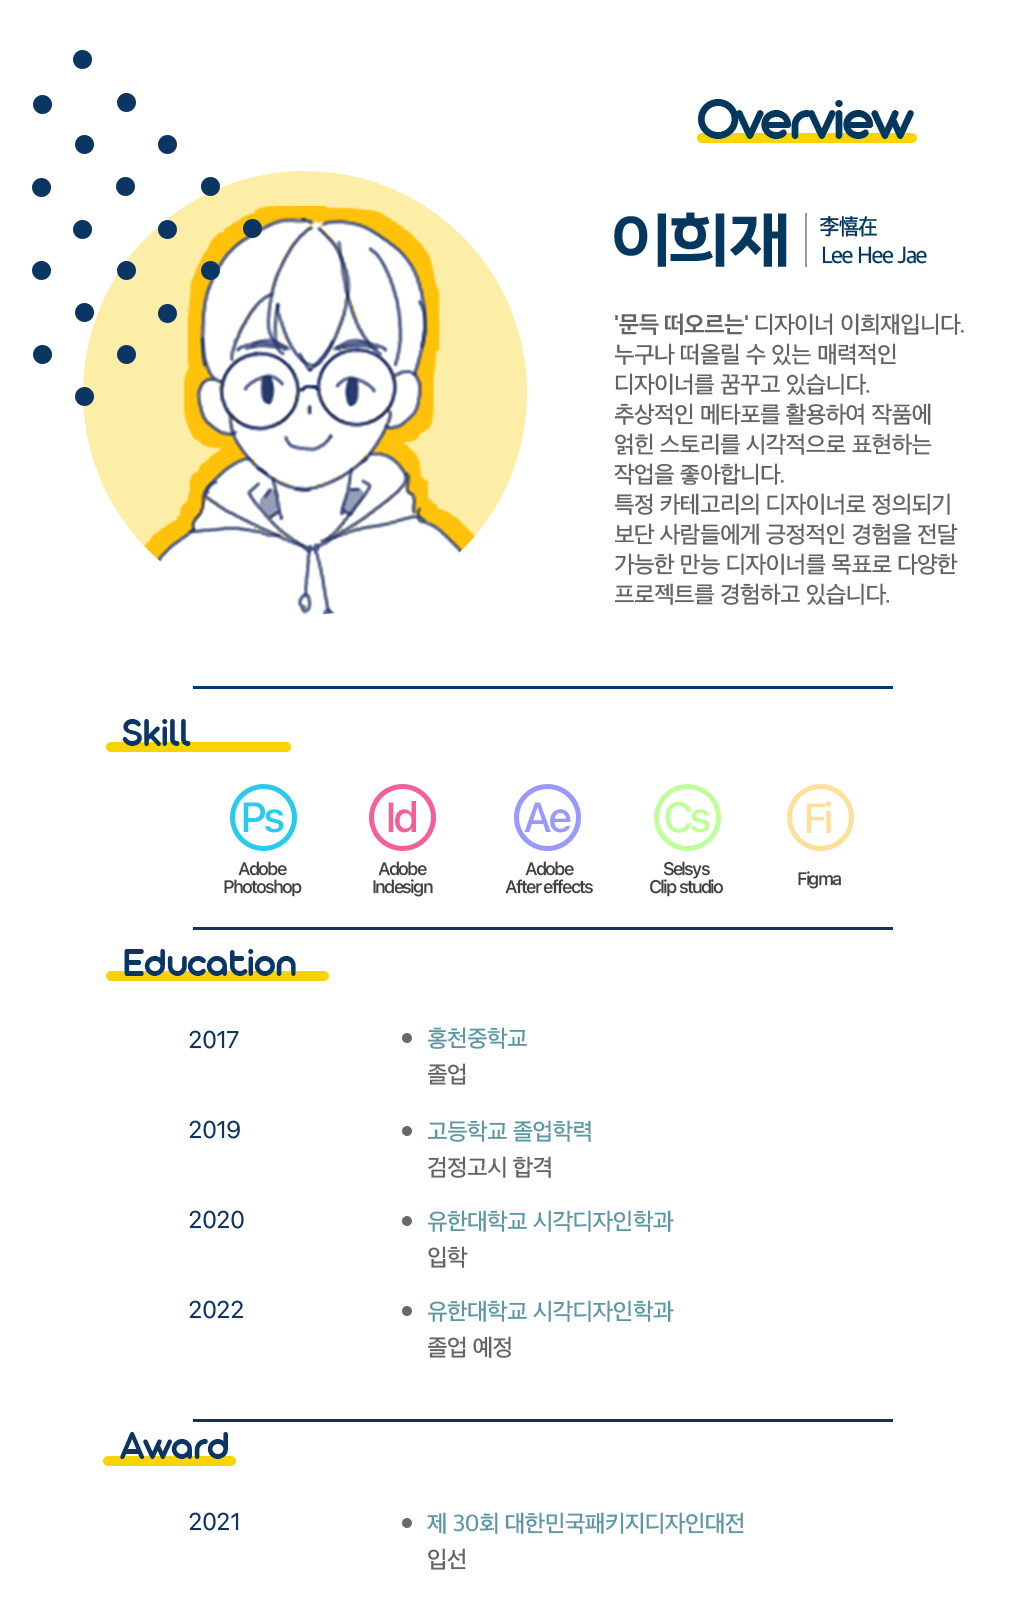 Overview
이희재
李憘在
Lee Hee Jae
'문득 떠오르는' 디자이너 이희재입니다.
누구나 떠올릴 수 있는 매력적인
디자이너를 꿈꾸고 있습니다.
추상적인 메타포를 활용하여 작품에
얽힌 스토리를 시각적으로 표현하는
작업을 좋아합니다.
특정 카테고리의 디자이너로 정의되기
보단 사람들에게 긍정적인 경험을 전달
가능한 만능 디자이너를 목표로 다양한
프로젝트를 경험하고 있습니다.
Skill
Ps
Id
Ae
Cs
Fi
Adobe
Photoshop
Adobe
Indesign
Adobe
After effects
Selsys
Clip studio
Figma
Education
2017
홍천중학교
졸업
2019
고등학교 졸업학력
검정고시 합격
2020
유한대학교 시각디자인학과
입학
2022
유한대학교 시각디자인학과
졸업 예정
Award
2021
제 30회 대한민국패키지디자인대전
입선